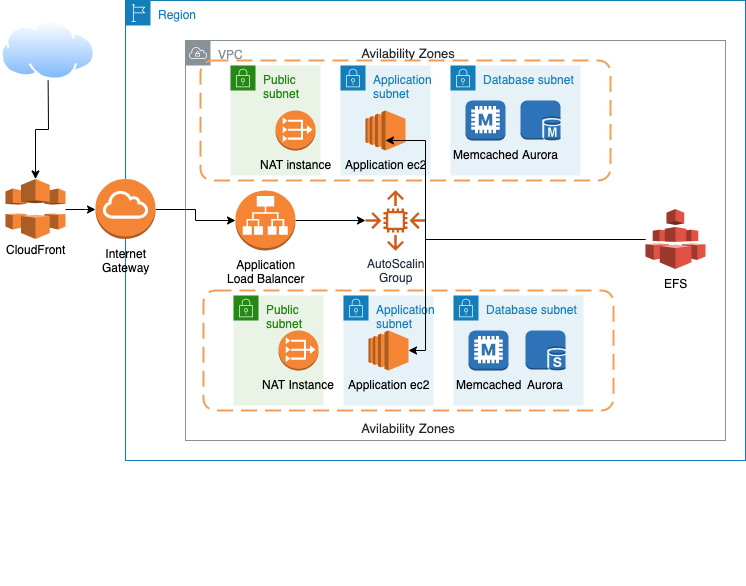 Region
VPC
Avilability Zones
Public
subnet
Application
subnet
Database subnet
M
M
NAT instance
Application ec2
Memcached
Aurora
CloudFront
Internet
Gateway
Application
Load Balancer
AutoScalin
Group
EFS
Public
subnet
Application
subnet
Database subnet
M
S
NAT Instance
Application ec2
Memcached
Aurora
Avilability Zones